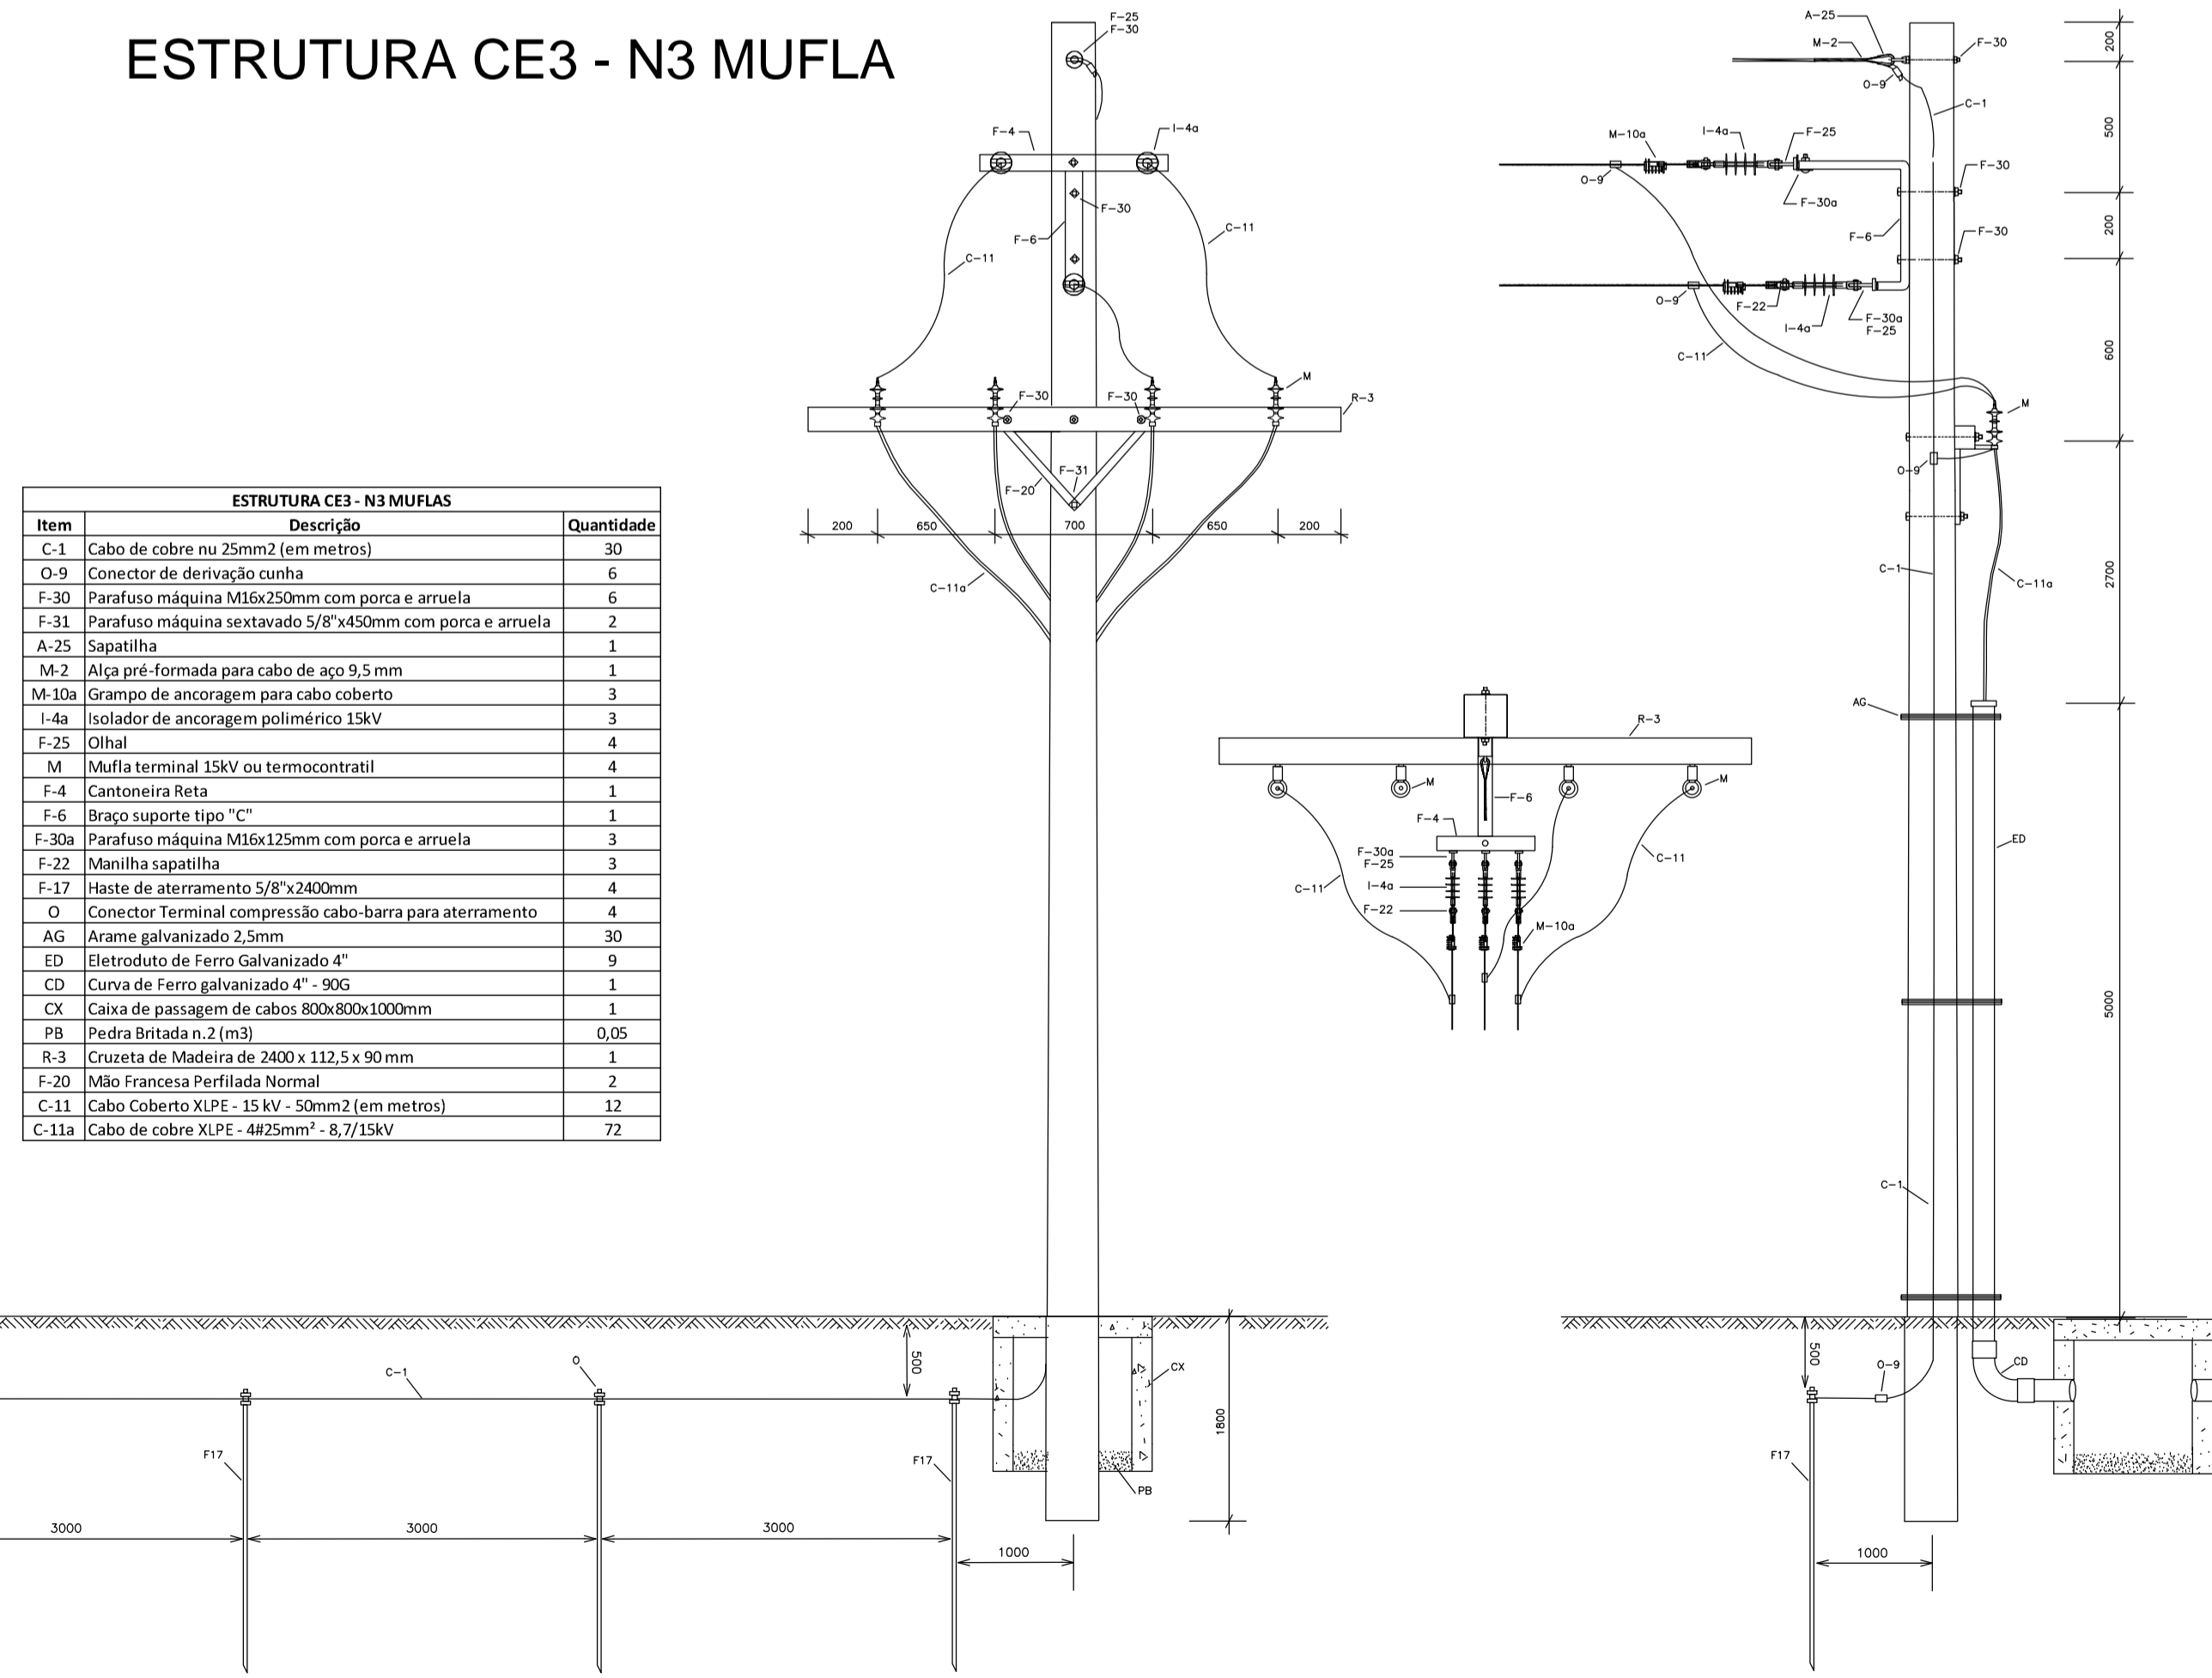 ESTRUTURA CE3 - N3 MUFLA
ESTRUTURA CE3 - N3 MUFLAS
Item Descrição Quantidade
C-1 Cabo de cobre nu 25mm2 (em metros) 30
O-9 Conector de derivação cunha 6
F-30 Parafuso máquina M16x250mm com porca e arruela 6
F-31 Parafuso máquina sextavado 5/8"x450mm com porca e arruela 2
A-25 Sapatilha 1
M-2 Alça pré-formada para cabo de aço 9,5 mm 1
M-10a Grampo de ancoragem para cabo coberto 3
I-4a Isolador de ancoragem polimérico 15kV 3
F-25 Olhal 4
M Mufla terminal 15kV ou termocontratil 4
F-4 Cantoneira Reta 1
F-6 Braço suporte tipo "C" 1
F-30a Parafuso máquina M16x125mm com porca e arruela 3
F-22 Manilha sapatilha 3
F-17 Haste de aterramento 5/8"x2400mm 4
O Conector Terminal compressão cabo-barra para aterramento 4
AG Arame galvanizado 2,5mm 30
ED Eletroduto de Ferro Galvanizado 4" 9
CD Curva de Ferro galvanizado 4" - 90G 1
CX Caixa de passagem de cabos 800x800x1000mm 1
PB Pedra Britada n.2 (m3) 0,05
R-3 Cruzeta de Madeira de 2400 x 112,5 x 90 mm 1
F-20 Mão Francesa Perfilada Normal 2
C-11 Cabo Coberto XLPE - 15 kV - 50mm2 (em metros) 12
C-11a Cabo de cobre XLPE - 4#25mm² - 8,7/15kV 72
F-25
F-30
F-4
I-4a
F-30
F-6
C-11
C-11
M
F-30
F-30
R-3
F-31
F-20
200 650 700 650 200
C-11a
C-1
O
500
CX
F17
F17
1800
PB
3000
3000
3000
1000
R-3
M
M
F-6
F-4
F-30a
F-25
C-11
C-11
I-4a
F-22
M-10a
A-25
M-2
F-30
O-9
C-1
200
M-10a
I-4a
F-25
500
O-9
F-30
F-30a
F-6
F-30
200
O-9
F-22
I-4a
F-30a
F-25
600
C-11
M
O-9
C-1
C-11a
2700
AG
ED
5000
C-1
500
O-9
CD
F17
1000